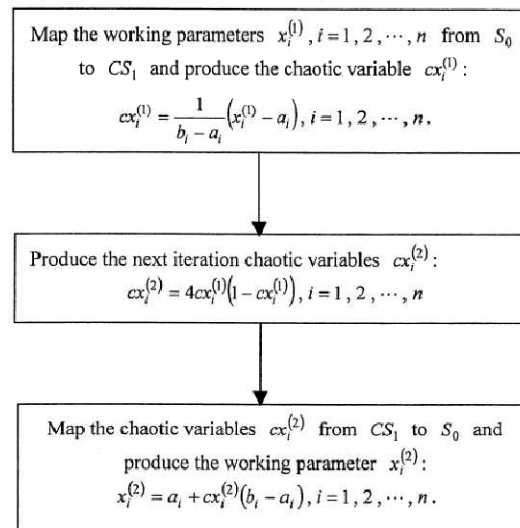 Map the working parameters x_i^(1), i = 1, 2, ⋯, n from S_0
to CS_1 and produce the chaotic variable cx_i^(1):
cx_i^(1) = 1/(b_i − a_i) (x_i^(1) − a_i), i = 1, 2, ⋯, n.
Produce the next iteration chaotic variables cx_i^(2):
cx_i^(2) = 4cx_i^(1)(1 − cx_i^(1)), i = 1, 2, ⋯, n
Map the chaotic variables cx_i^(2) from CS_1 to S_0 and
produce the working parameter x_i^(2):
x_i^(2) = a_i + cx_i^(2)(b_i − a_i), i = 1, 2, ⋯, n.